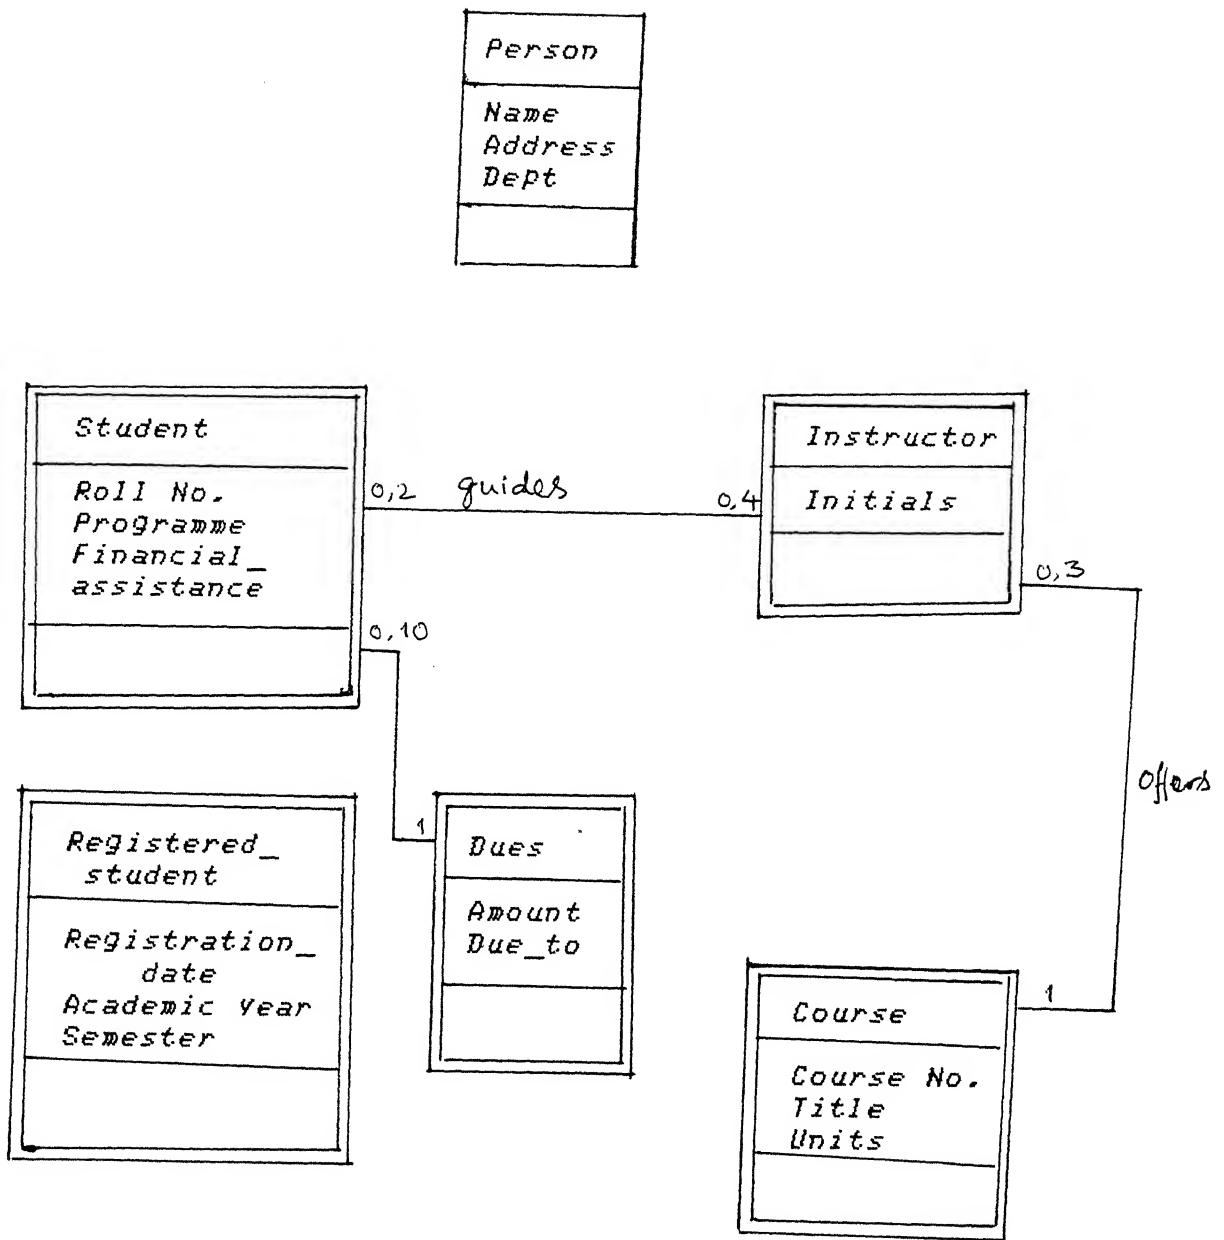 Person
Name
Address
Dept
Student
Roll No.
Programme
Financial_
assistance
0,2
guides
0,4
Instructor
Initials
0,3
0,10
offers
Registered_
student
Registration_
date
Academic Year
Semester
1
Dues
Amount
Due_to
1
Course
Course No.
Title
Units